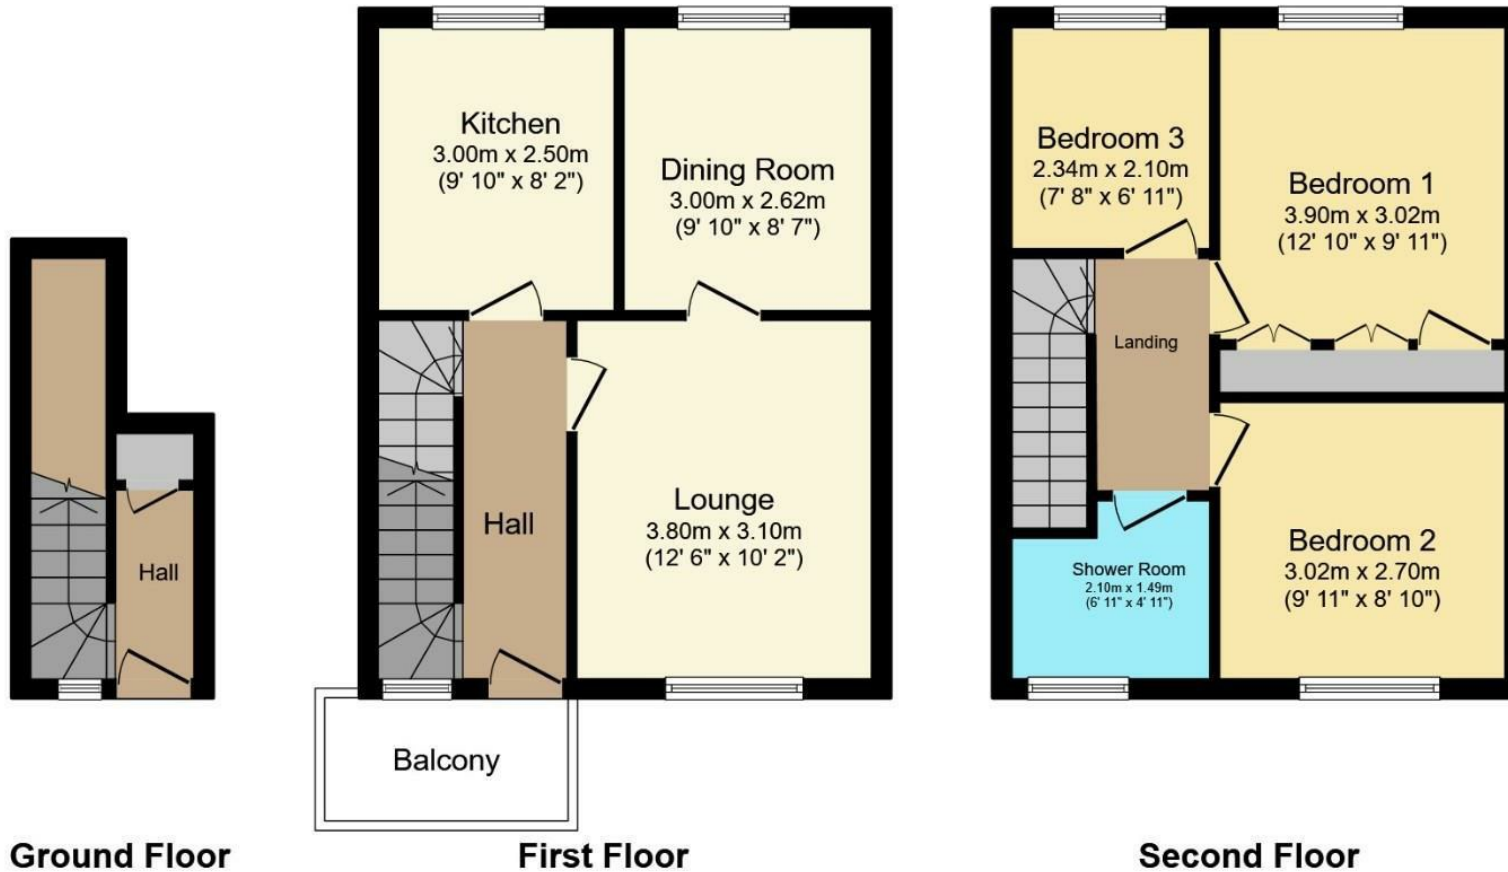 Hall
Ground Floor
Kitchen
3.00m x 2.50m
(9' 10" x 8' 2")
Dining Room
3.00m x 2.62m
(9' 10" x 8' 7")
Hall
Lounge
3.80m x 3.10m
(12' 6" x 10' 2")
Balcony
First Floor
Bedroom 3
2.34m x 2.10m
(7' 8" x 6' 11")
Bedroom 1
3.90m x 3.02m
(12' 10" x 9' 11")
Landing
Shower Room
2.10m x 1.49m
(6' 11" x 4' 11")
Bedroom 2
3.02m x 2.70m
(9' 11" x 8' 10")
Second Floor